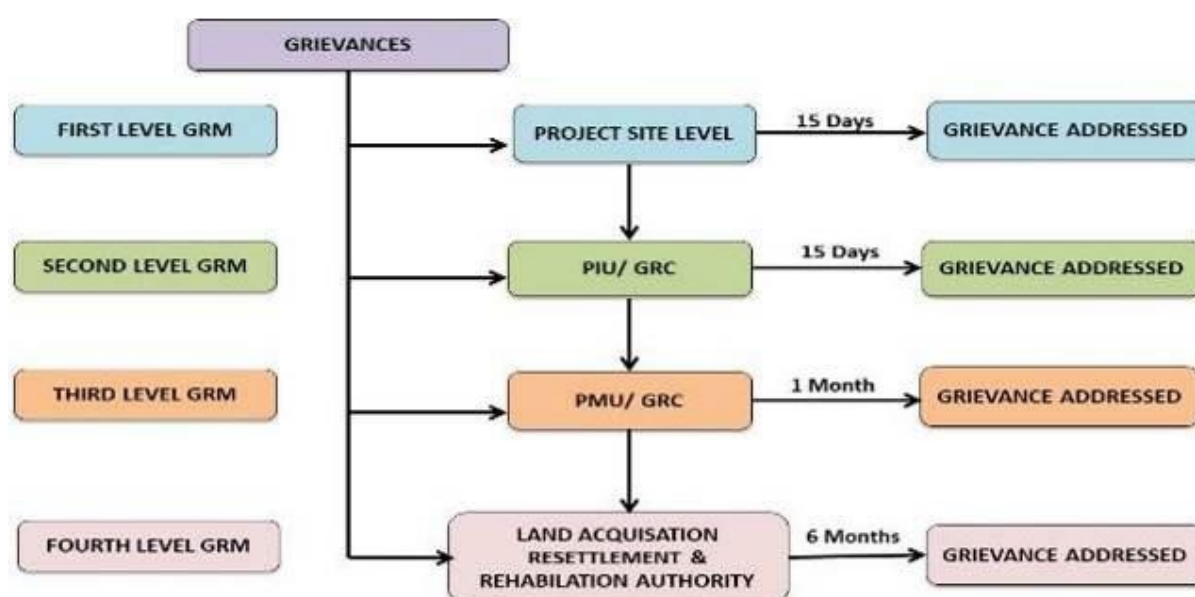 GRIEVANCES
FIRST LEVEL GRM
PROJECT SITE LEVEL
15 Days
GRIEVANCE ADDRESSED
SECOND LEVEL GRM
PIU/ GRC
15 Days
GRIEVANCE ADDRESSED
THIRD LEVEL GRM
PMU/ GRC
1 Month
GRIEVANCE ADDRESSED
FOURTH LEVEL GRM
LAND ACQUISATION
RESETTLEMENT &
REHABILATION AUTHORITY
6 Months
GRIEVANCE ADDRESSED